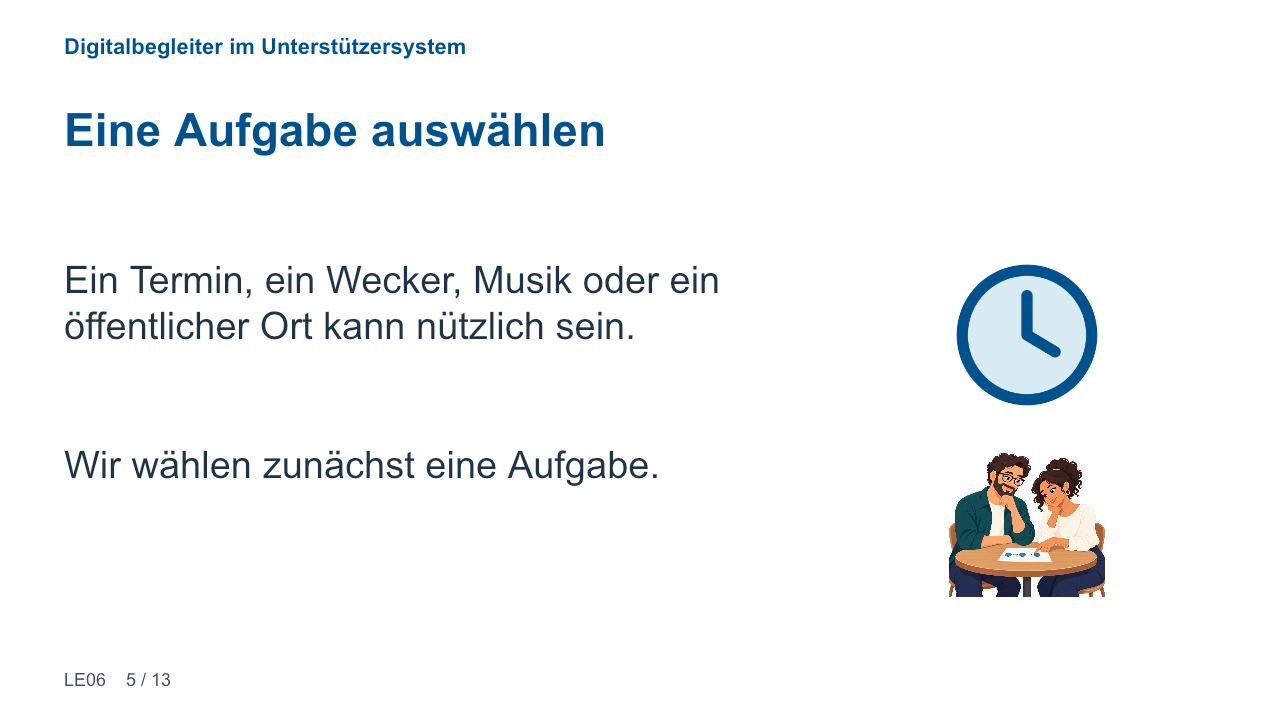 Digitalbegleiter im Unterstützersystem
Eine Aufgabe auswählen
Ein Termin, ein Wecker, Musik oder ein
öffentlicher Ort kann nützlich sein.
Wir wählen zunächst eine Aufgabe.
LE06 5 / 13